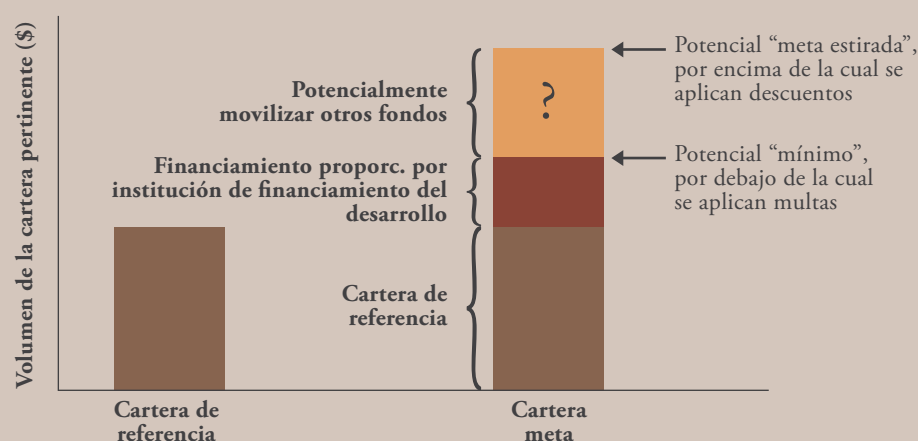 Volumen de la cartera pertinente ($)
Potencialmente
movilizar otros fondos
Financiamiento proporc. por
institución de financiamiento del
desarrollo
Cartera de
referencia
?
Potencial “meta estirada”,
por encima de la cual se
aplican descuentos
Potencial “mínimo”,
por debajo de la cual
se aplican multas
Cartera de
referencia
Cartera
meta